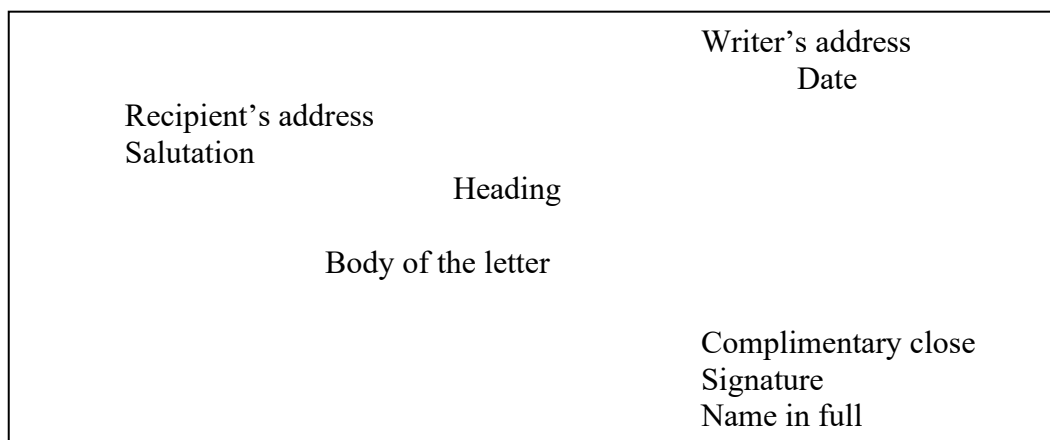 Writer’s address
Date
Recipient’s address
Salutation
Heading
Body of the letter
Complimentary close
Signature
Name in full